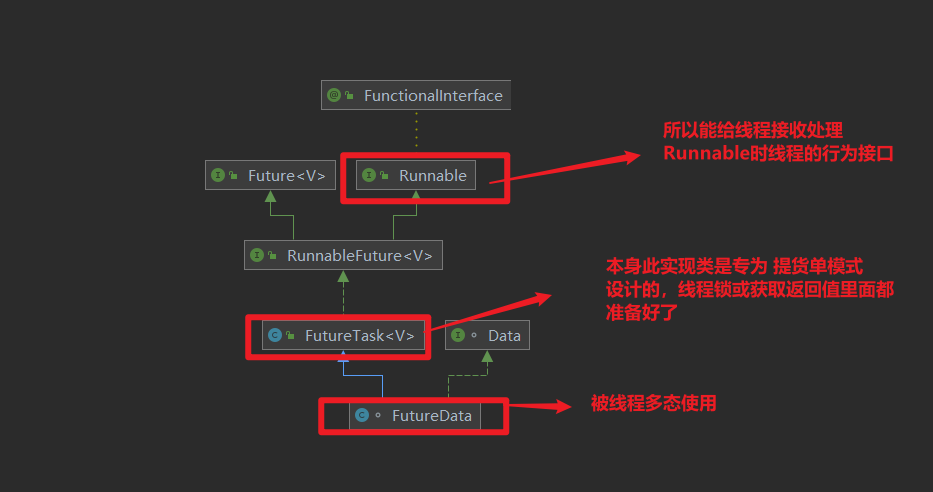 FunctionalInterface
所以能给线程接收处理
Runnable时线程的行为接口
Future<V>
Runnable
RunnableFuture<V>
本身此实现类是专为 提货单模式
设计的，线程锁或获取返回值里面都
准备好了
FutureTask<V>
Data
被线程多态使用
FutureData